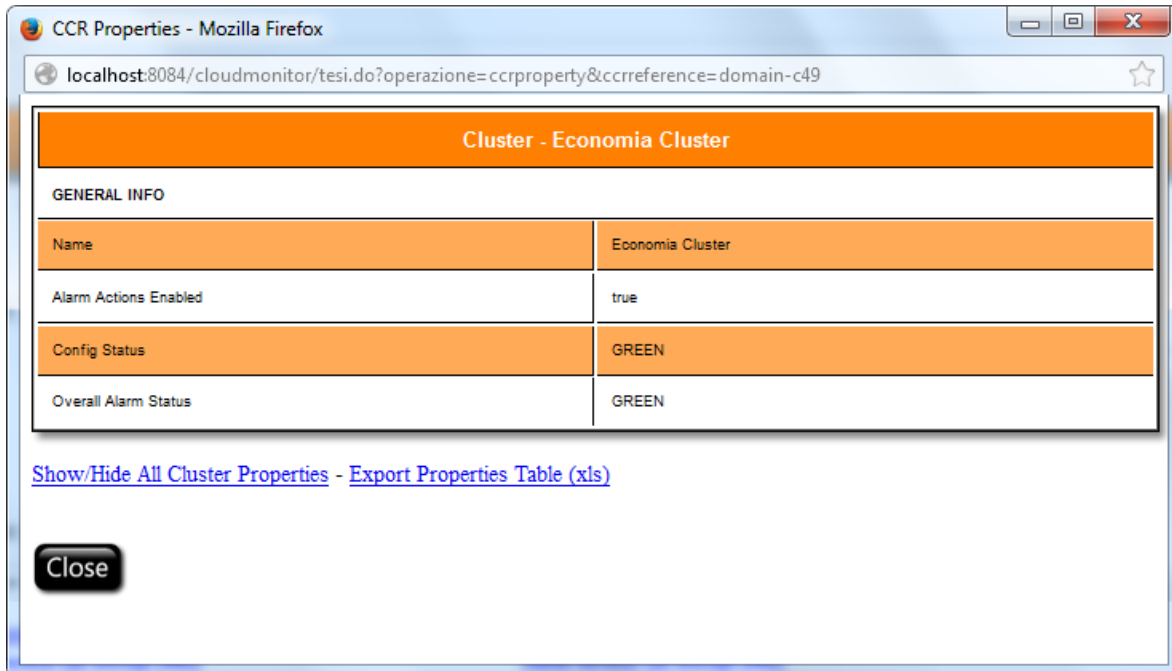 CCR Properties - Mozilla Firefox
localhost:8084/cloudmonitor/tesi.do?operazione=ccrproperty&ccrreference=domain-c49
Cluster - Economia Cluster
GENERAL INFO
Name Economia Cluster
Alarm Actions Enabled true
Config Status GREEN
Overall Alarm Status GREEN
Show/Hide All Cluster Properties - Export Properties Table (xls)
Close